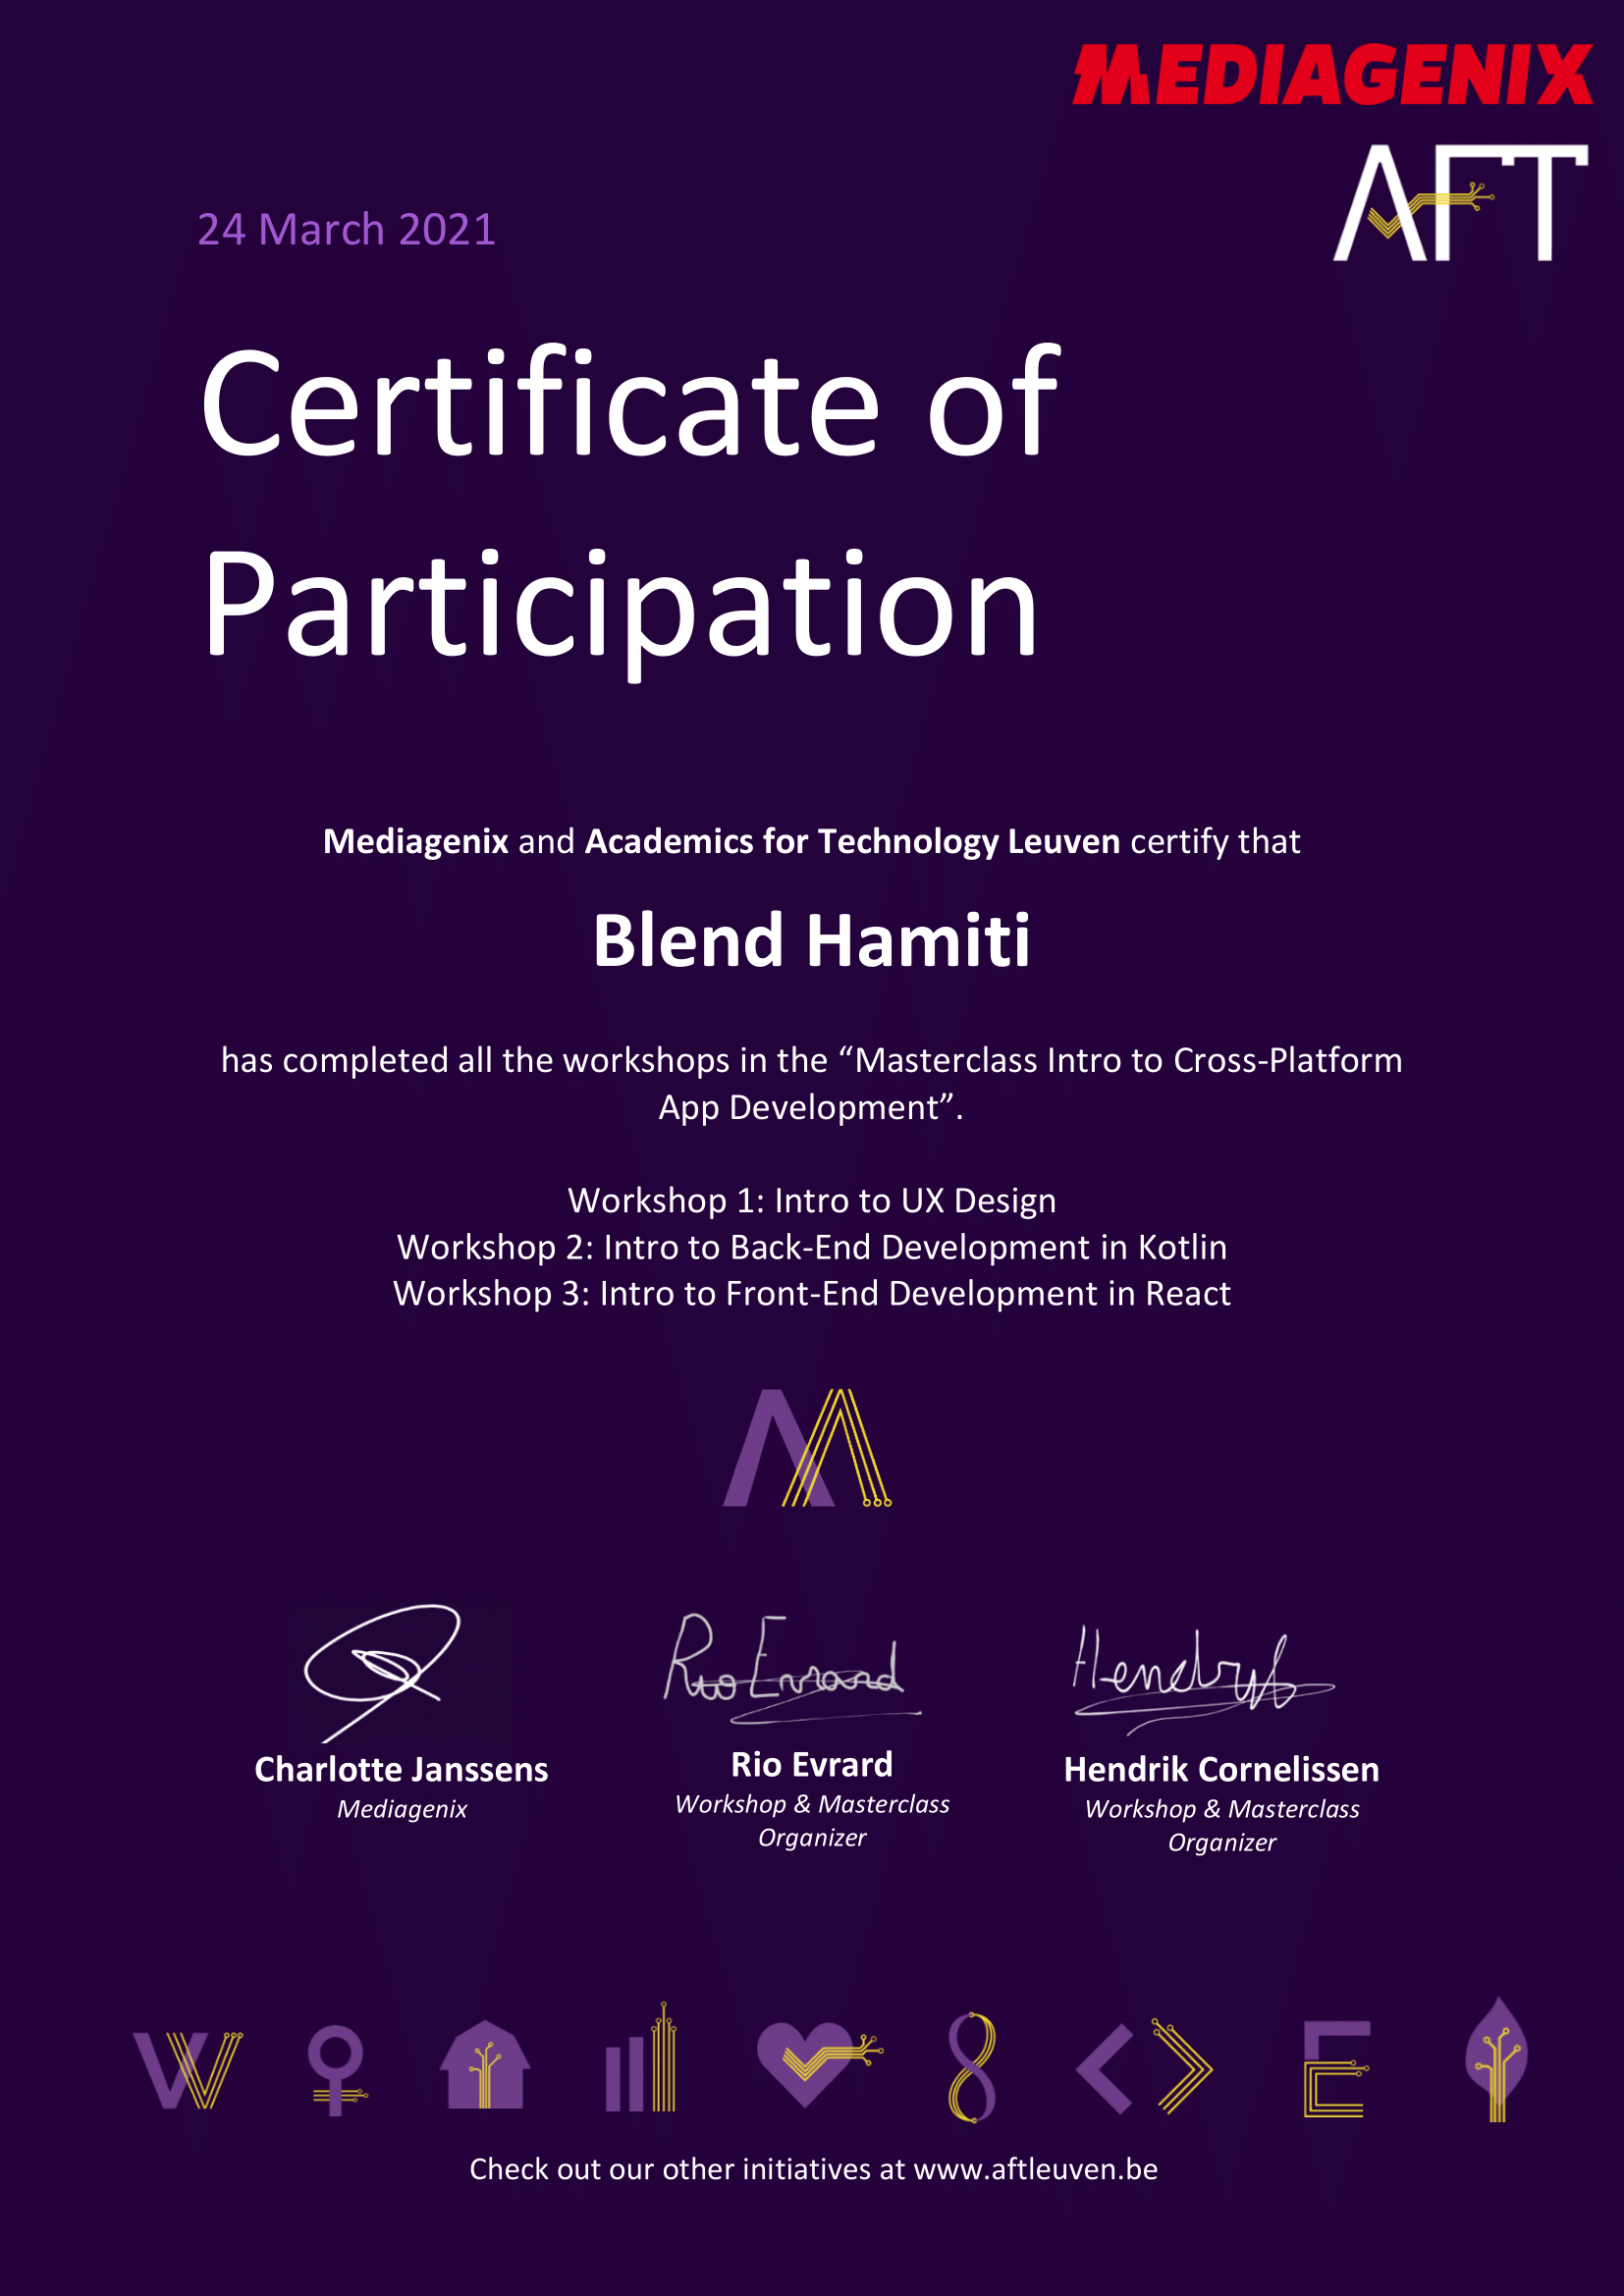 MEDIAGENIX
AFT
24 March 2021
Certificate of
Participation
Mediagenix and Academics for Technology Leuven certify that
Blend Hamiti
has completed all the workshops in the “Masterclass Intro to Cross-Platform
App Development”.
Workshop 1: Intro to UX Design
Workshop 2: Intro to Back-End Development in Kotlin
Workshop 3: Intro to Front-End Development in React
Rio Evrard
Hendrik
Charlotte Janssens
Mediagenix
Rio Evrard
Workshop & Masterclass
Organizer
Hendrik Cornelissen
Workshop & Masterclass
Organizer
Check out our other initiatives at www.aftleuven.be